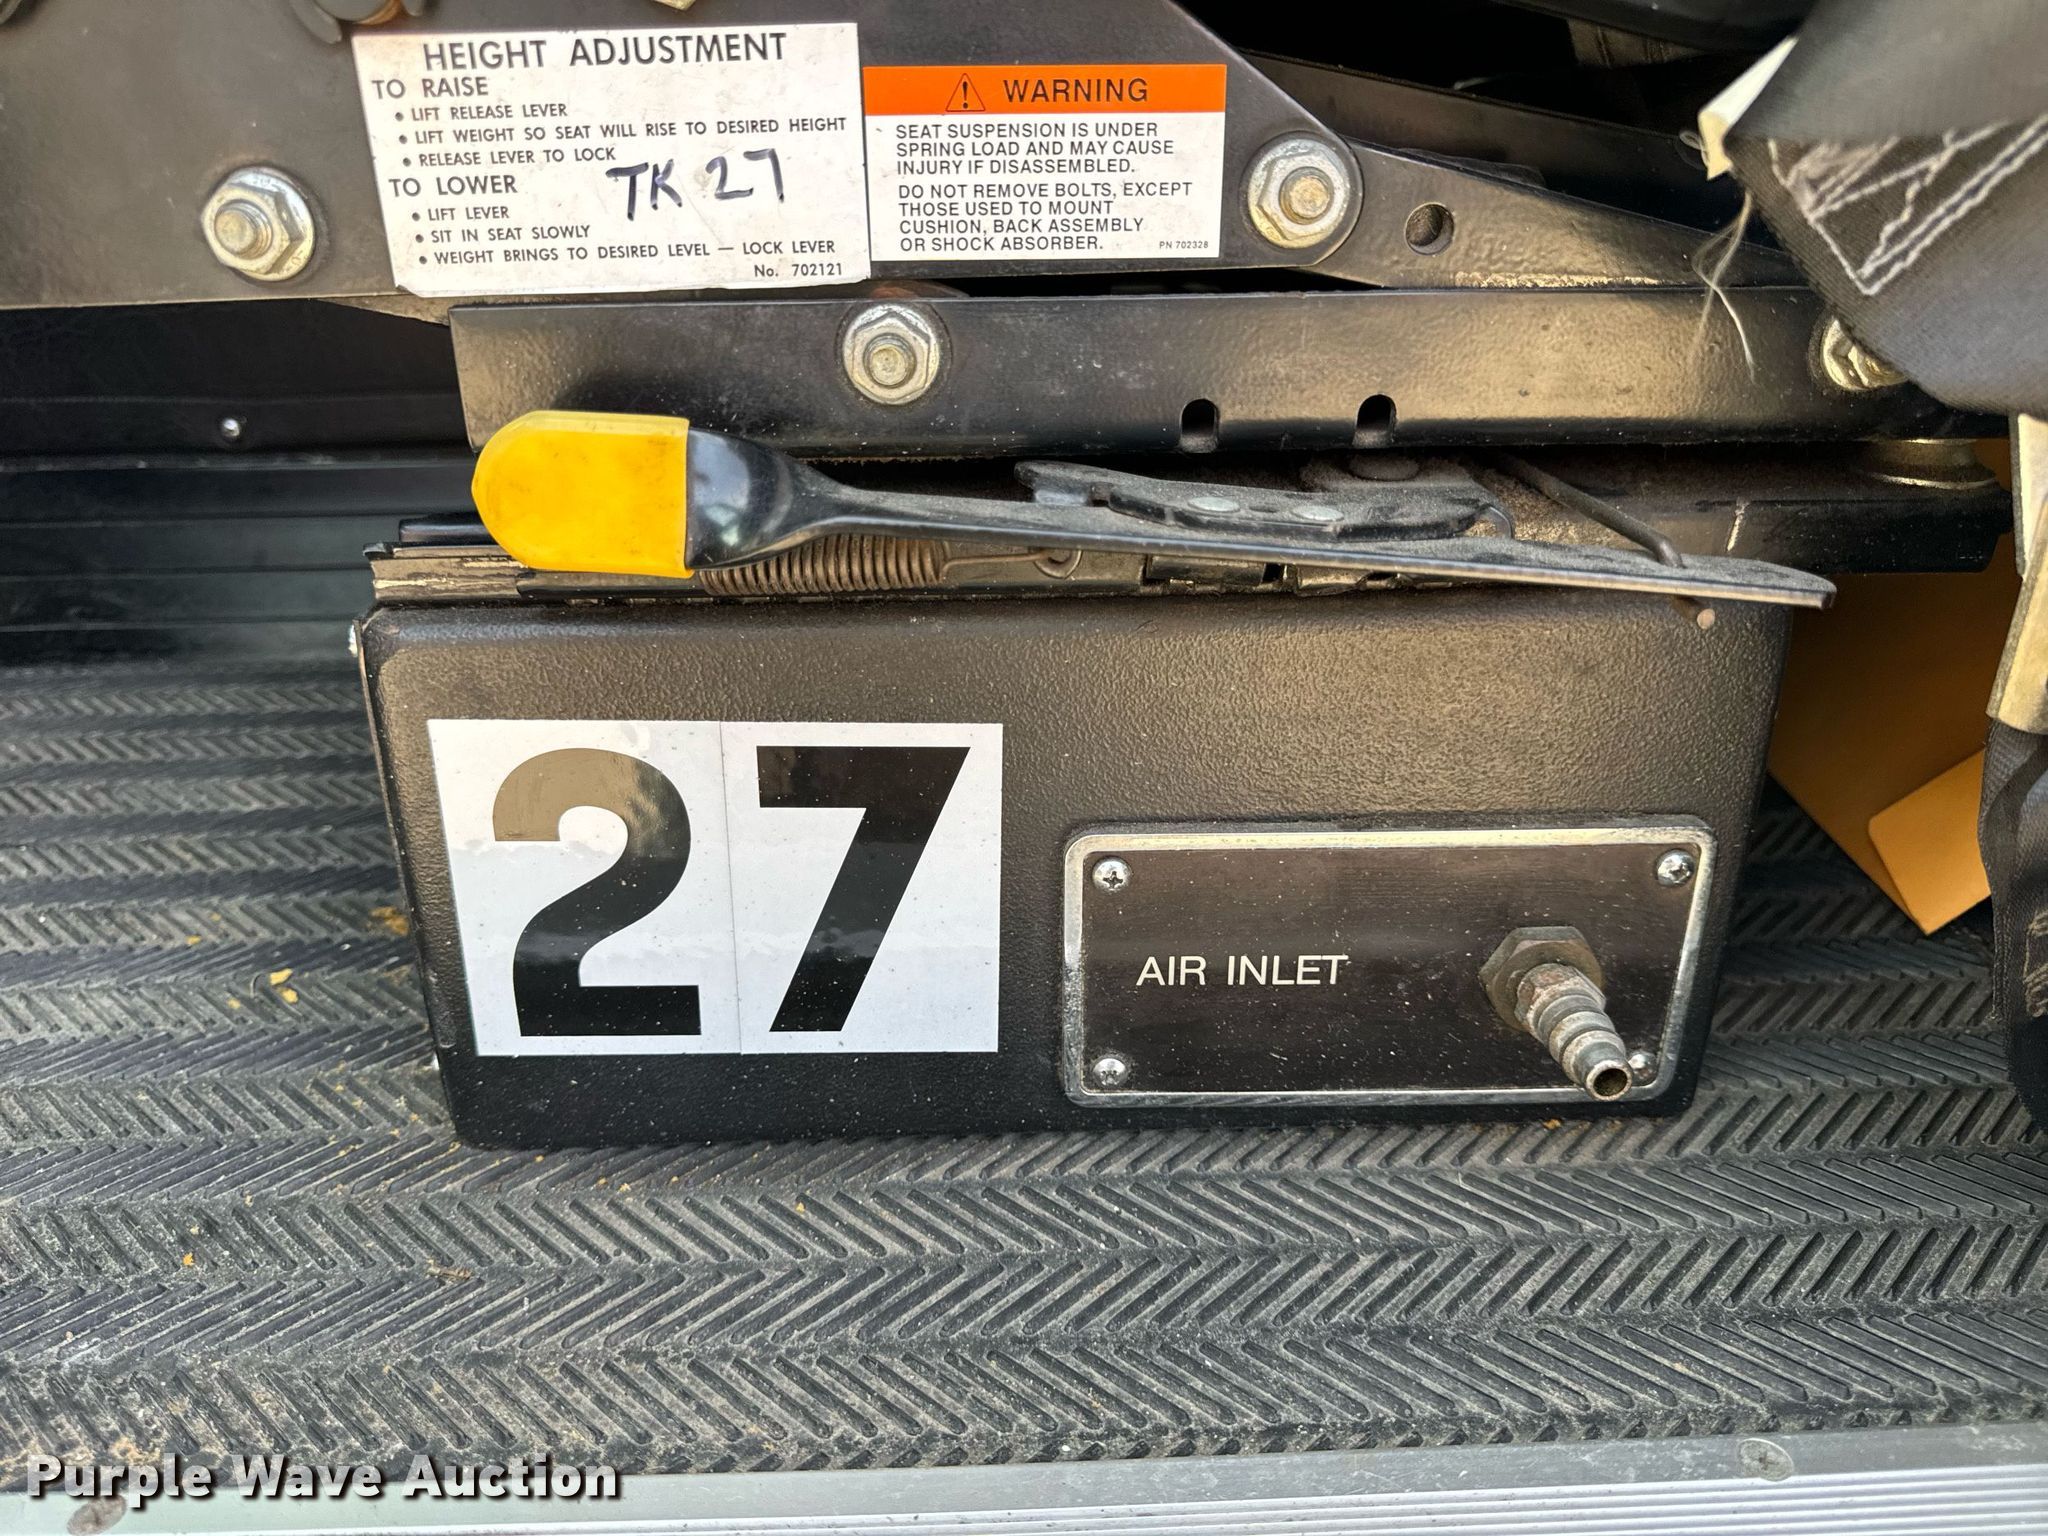 HEIGHT ADJUSTMENT
TO RAISE
• LIFT RELEASE LEVER
• LIFT WEIGHT SO SEAT WILL RISE TO DESIRED HEIGHT
• RELEASE LEVER TO LOCK
TK 27
TO LOWER
• LIFT LEVER
• SIT IN SEAT SLOWLY
• WEIGHT BRINGS TO DESIRED LEVEL — LOCK LEVER
No. 702121
WARNING
SEAT SUSPENSION IS UNDER
SPRING LOAD AND MAY CAUSE
INJURY IF DISASSEMBLED.
DO NOT REMOVE BOLTS, EXCEPT
THOSE USED TO MOUNT
CUSHION, BACK ASSEMBLY
OR SHOCK ABSORBER.
PN 702328
27
AIR INLET
Purple Wave Auction